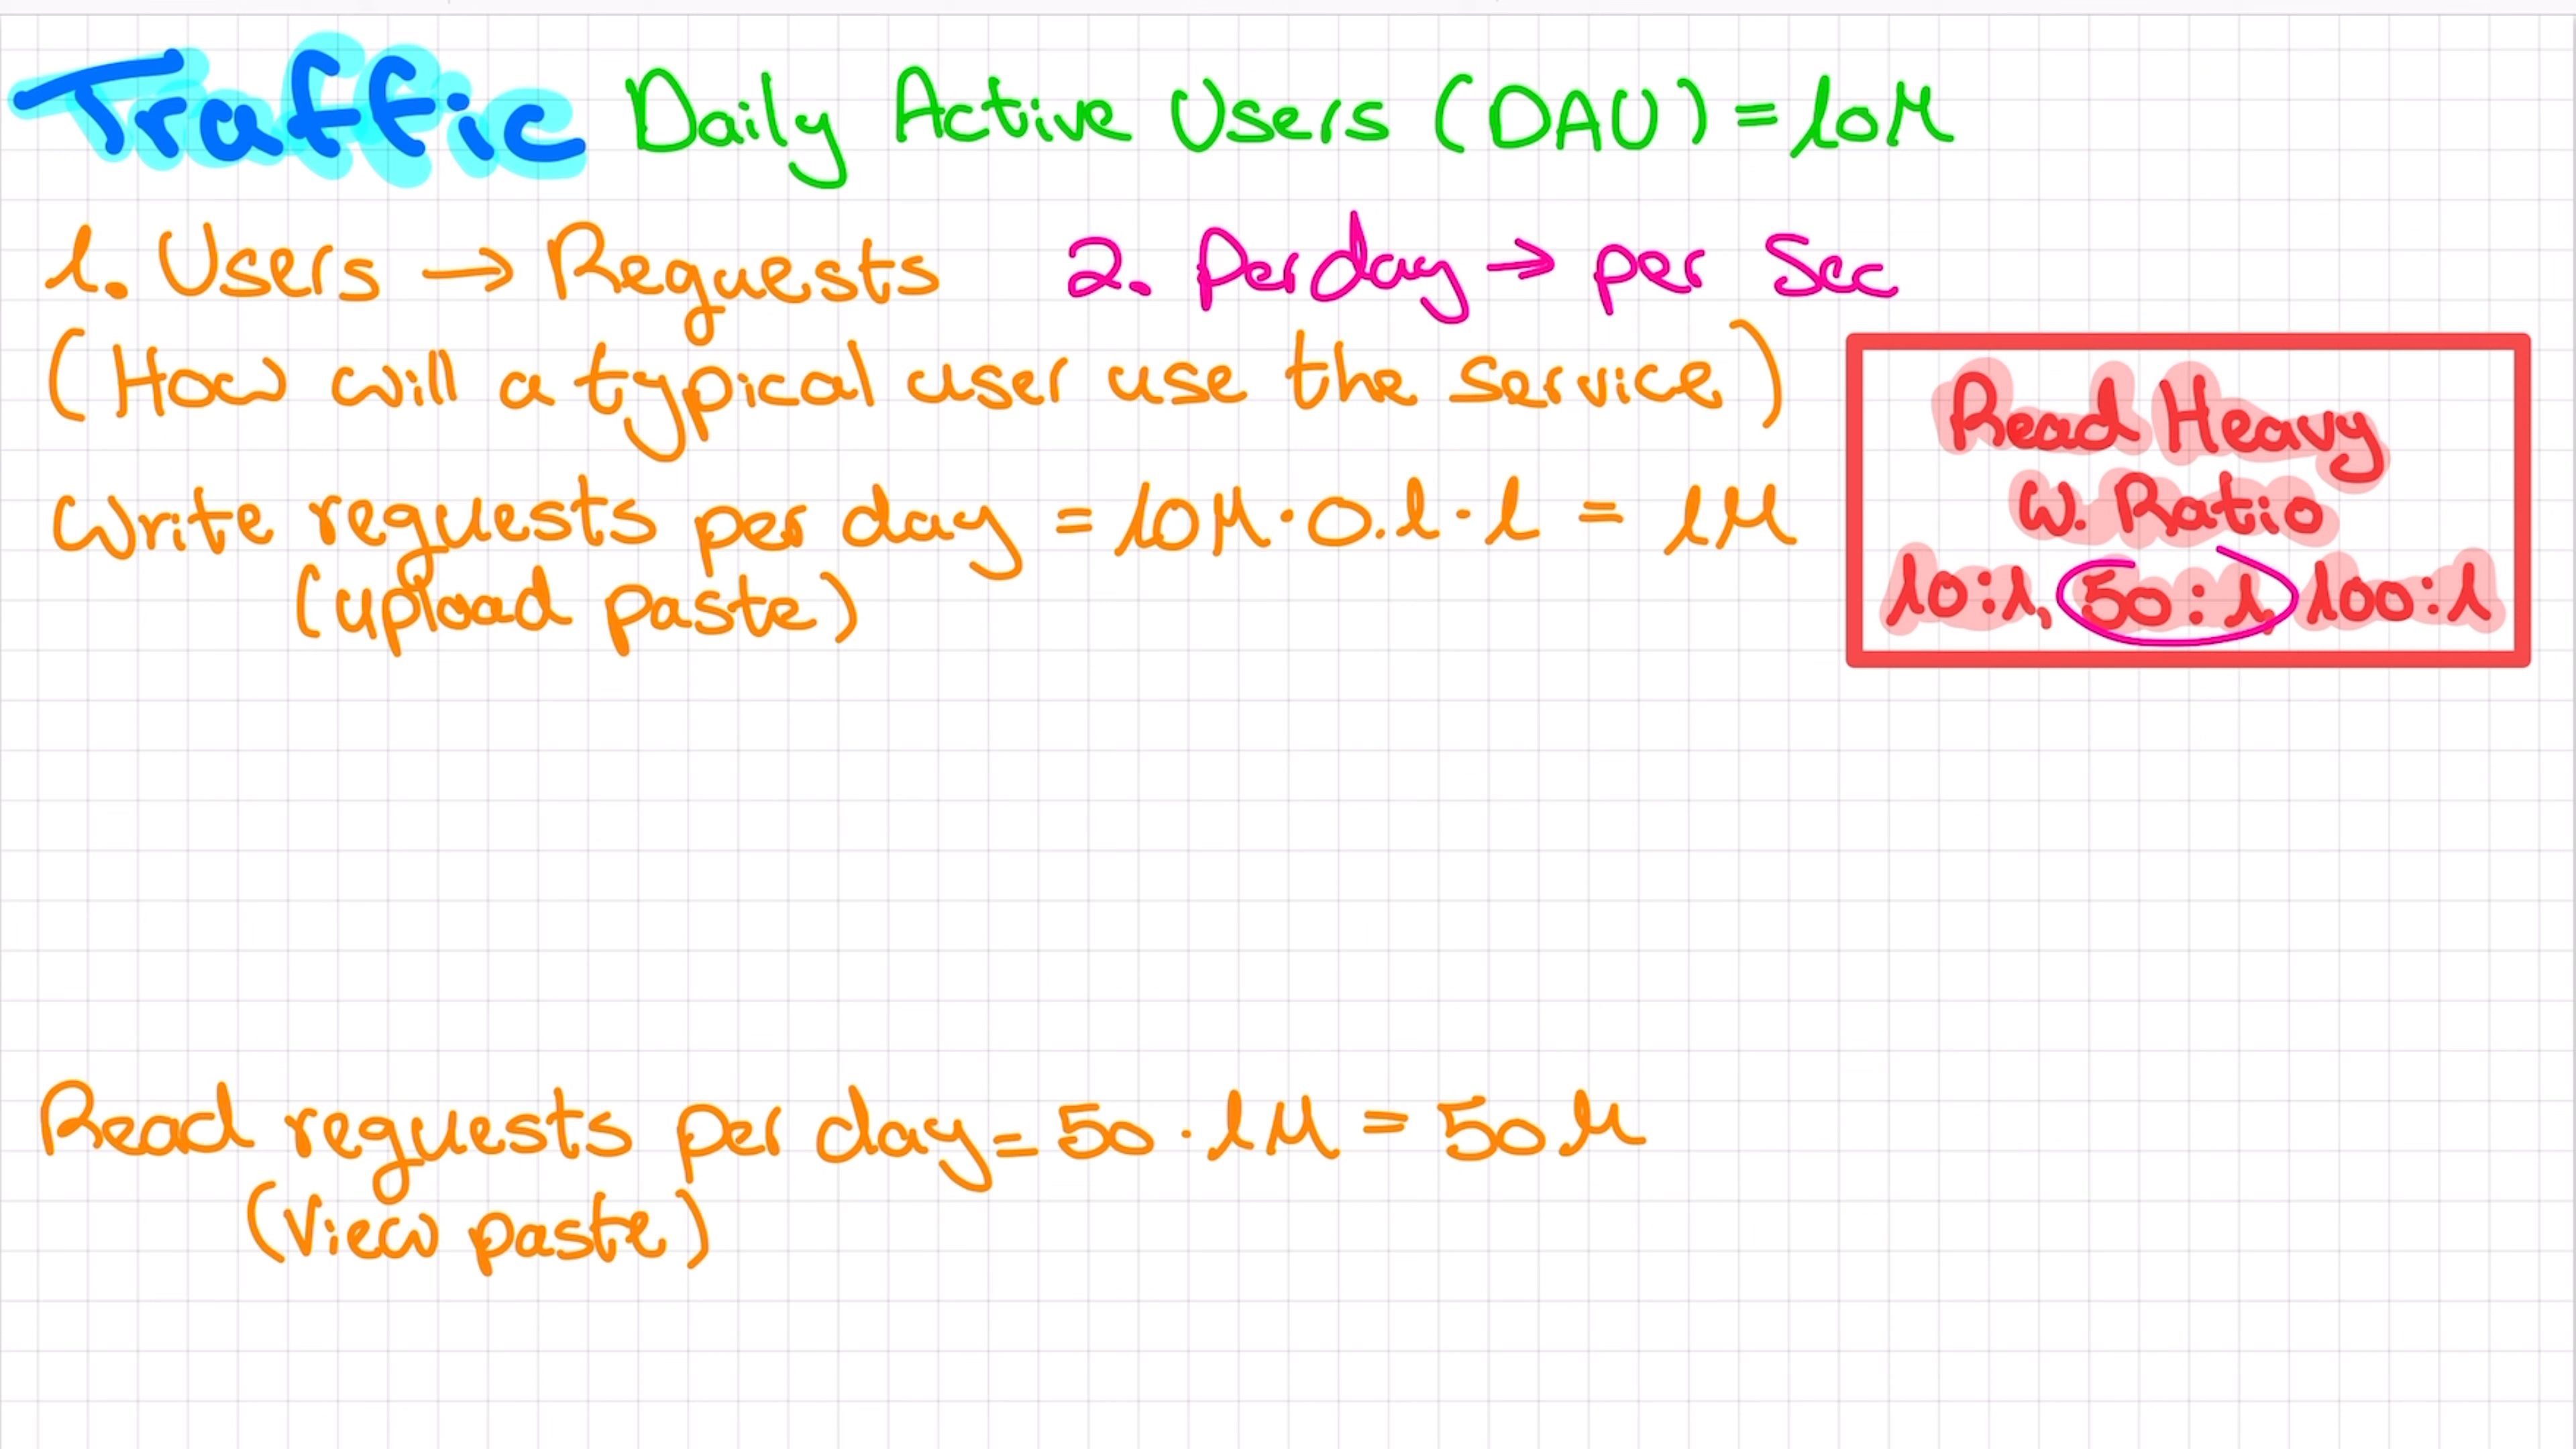 Traffic Daily Active Users (DAU) = 10M
1. Users → Requests 2. Per day → per Sec
(How will a typical user use the service)
Read Heavy
W. Ratio
10:1, 50:1, 100:1
Write requests per day = 10M · 0.1 · 1 = 1M
(upload paste)
Read requests per day = 50 · 1M = 50M
(View paste)